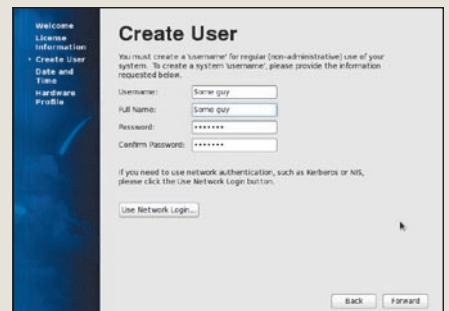 Welcome
License
Information
Create User
Date and
Time
Hardware
Profile
Create User
You must create a 'username' for regular (non-administrative) use of your
system. To create a system 'username', please provide the information
requested below.
Username: Some guy
Full Name: Some guy
Password: •••••••
Confirm Password: •••••••
If you need to use network authentication, such as Kerberos or NIS,
please click the Use Network Login button.
Use Network Login...
Back Forward